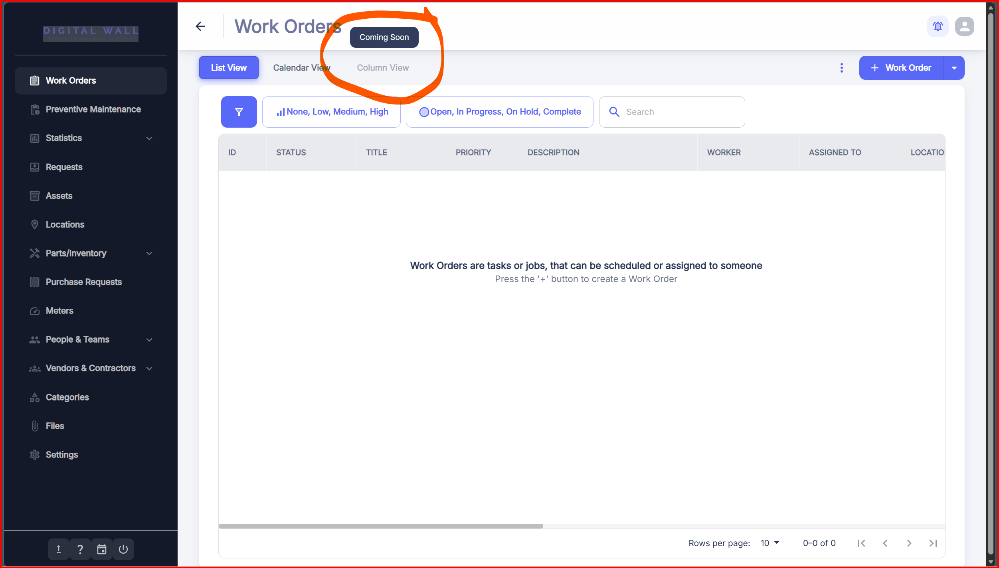 DIGITAL WALL
SYSTEMS & SOFTWARE SERVICES
Work Orders
Preventive Maintenance
Statistics
Requests
Assets
Locations
Parts/Inventory
Purchase Requests
Meters
People & Teams
Vendors & Contractors
Categories
Files
Settings
Work Orders
Coming Soon
List View Calendar View Column View
+ Work Order
None, Low, Medium, High Open, In Progress, On Hold, Complete Search
ID STATUS TITLE PRIORITY DESCRIPTION WORKER ASSIGNED TO LOCATIO
Work Orders are tasks or jobs, that can be scheduled or assigned to someone
Press the '+' button to create a Work Order
Rows per page: 10 0–0 of 0